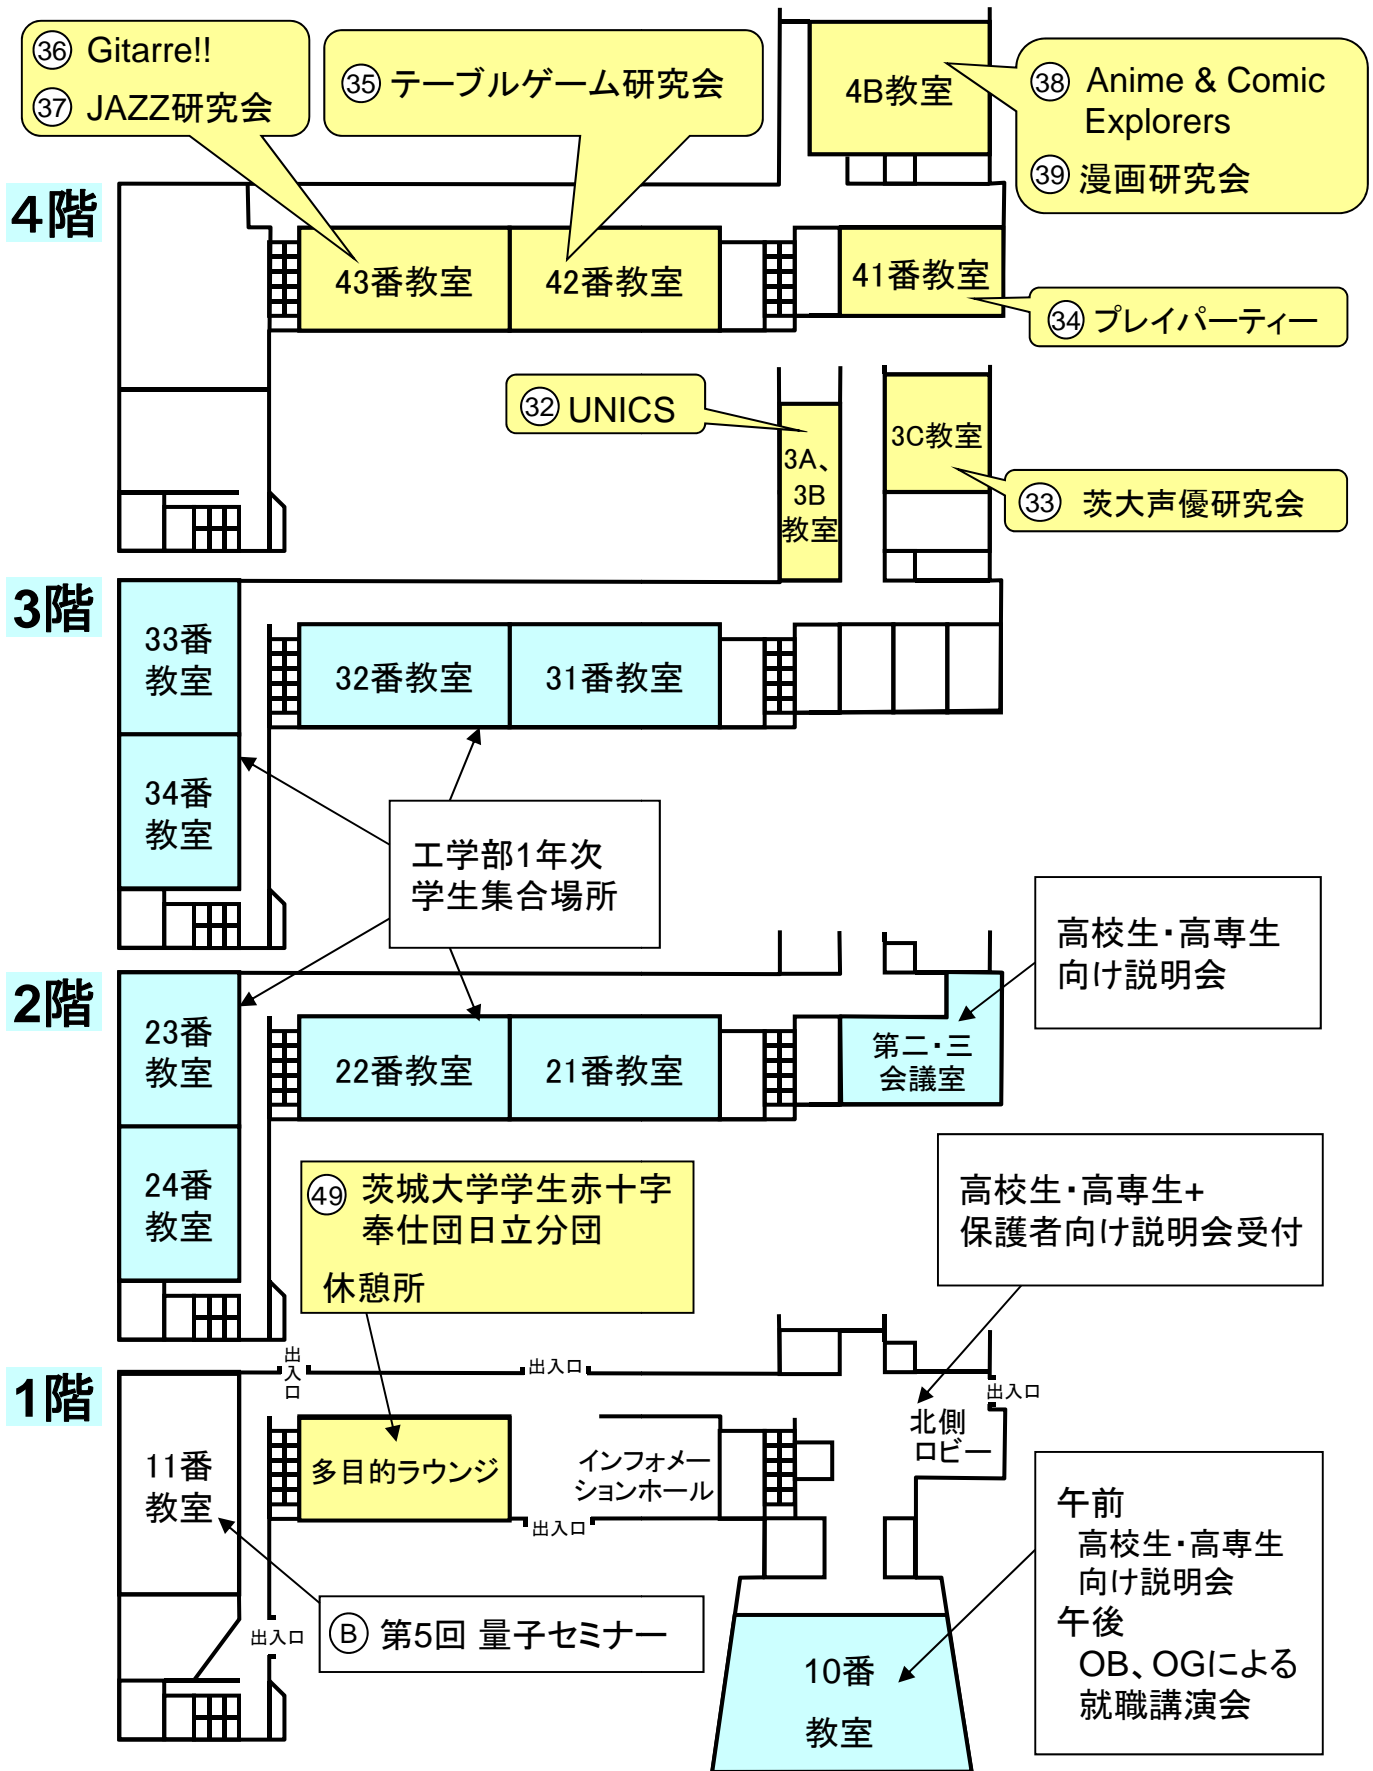 ㊱ Gitarre!!
㊲ JAZZ研究会
㉟ テーブルゲーム研究会
4B教室
㊳ Anime & Comic
Explorers
㊴ 漫画研究会
4階
43番教室
42番教室
41番教室
㉞ プレイパーティー
㉜ UNICS
3A、
3B
教室
3C教室
㉝ 茨大声優研究会
3階
33番
教室
32番教室
31番教室
34番
教室
工学部1年次
学生集合場所
高校生・高専生
向け説明会
2階
23番
教室
22番教室
21番教室
第二・三
会議室
24番
教室
㊾ 茨城大学学生赤十字
奉仕団日立分団
休憩所
高校生・高専生+
保護者向け説明会受付
1階
出
入
口
出入口
出入口
11番
教室
多目的ラウンジ
インフォメー
ションホール
北側
ロビー
出入口
午前
高校生・高専生
向け説明会
午後
OB、OGによる
就職講演会
出入口
Ⓑ 第5回 量子セミナー
10番
教室